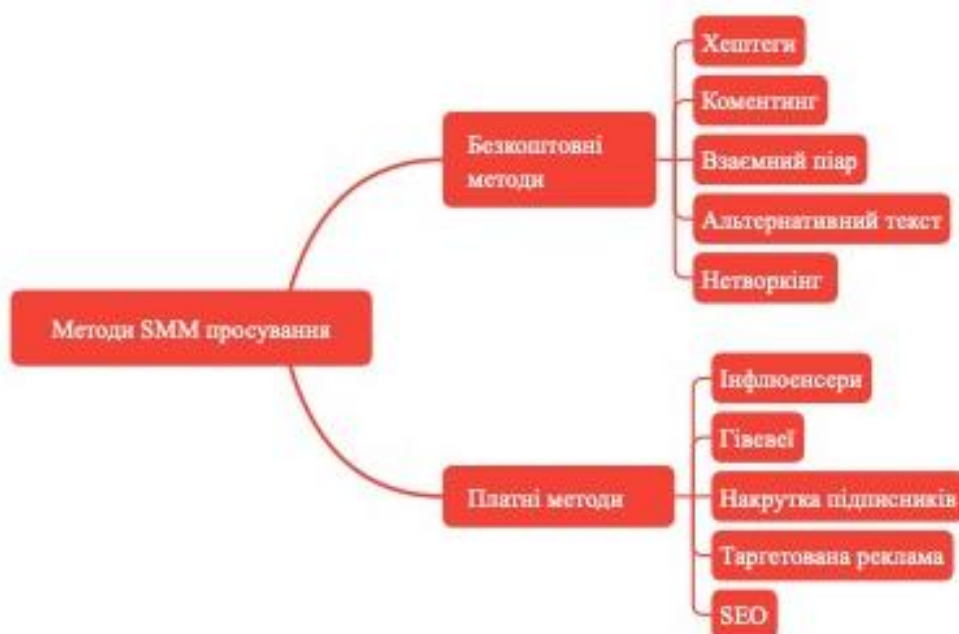 Методи SMM просування
Безкоштовні
методи
Хештеги
Коментинг
Взаємний піар
Альтернативний текст
Нетворкінг
Платні методи
Інфлюенсери
Гівевеї
Накрутка підписників
Таргетована реклама
SEO